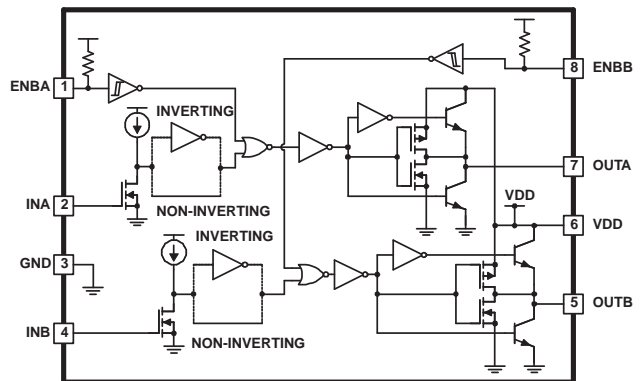 ENBA 1
8 ENBB
INVERTING
7 OUTA
INA 2
NON-INVERTING
VDD
INVERTING
6 VDD
GND 3
5 OUTB
INB 4
NON-INVERTING